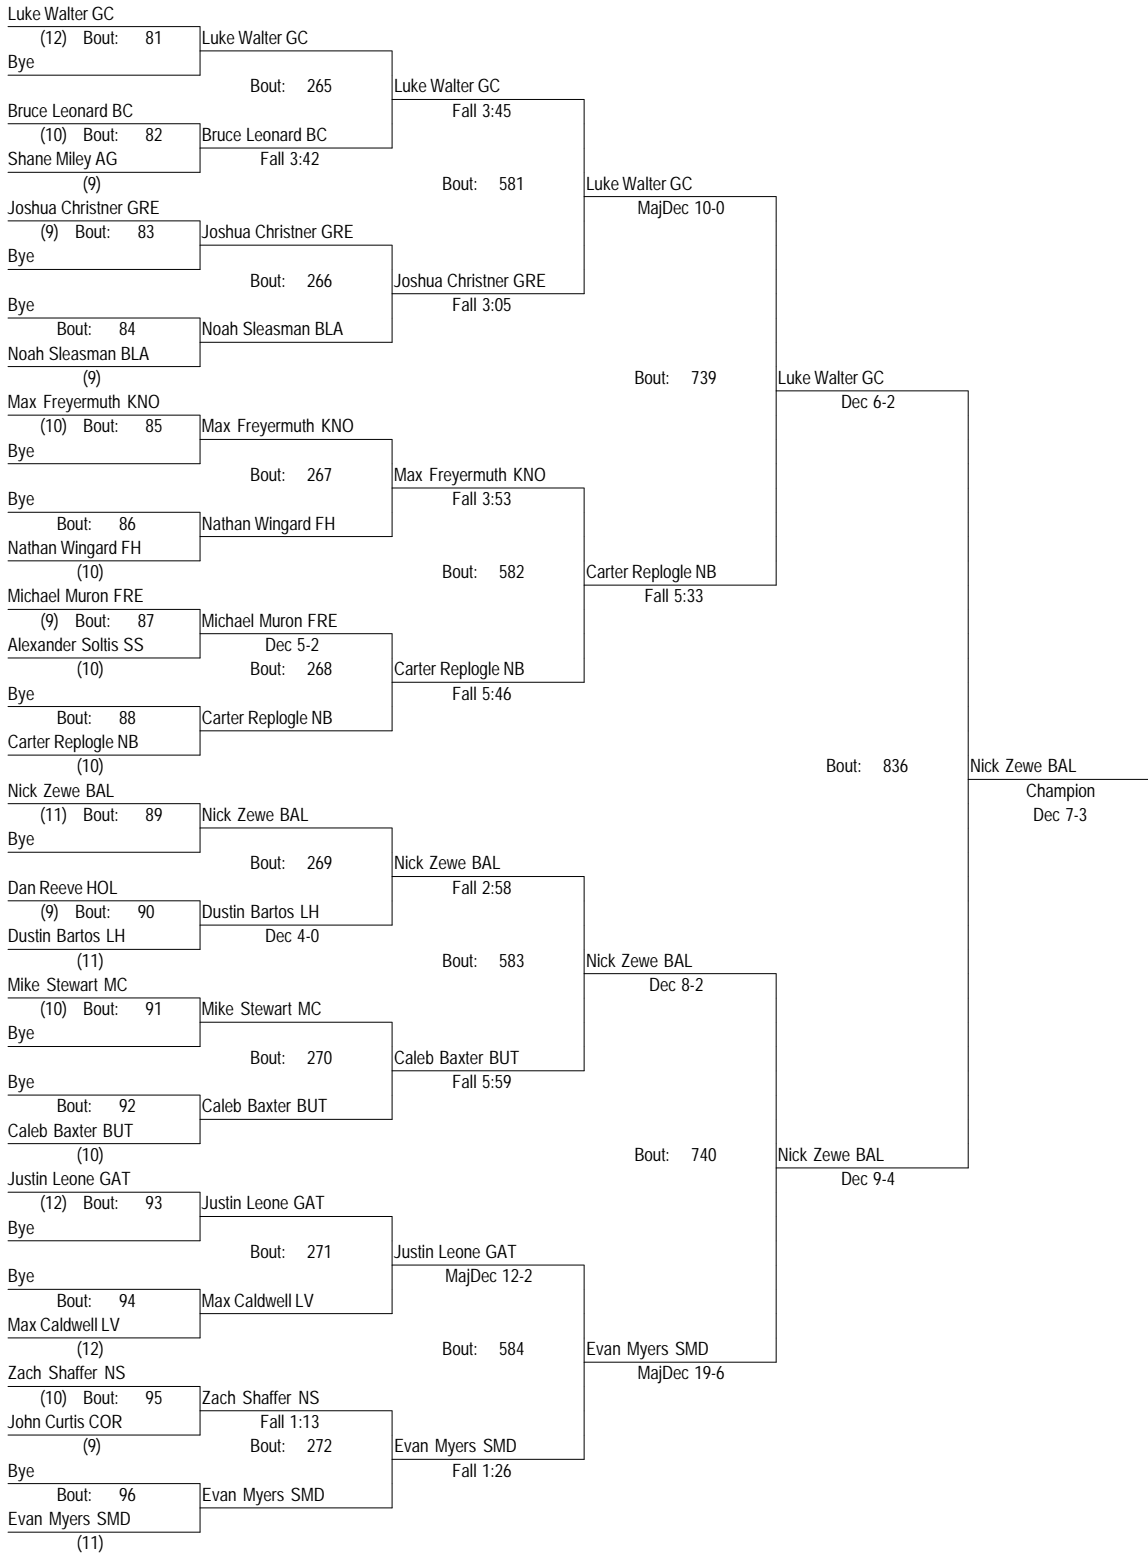 Luke Walter GC
(12) Bout: 81 Luke Walter GC
Bye
Bout: 265 Luke Walter GC
Fall 3:45
Bruce Leonard BC
(10) Bout: 82 Bruce Leonard BC
Shane Miley AG Fall 3:42
(9) Bout: 581 Luke Walter GC
Joshua Christner GRE MajDec 10-0
(9) Bout: 83 Joshua Christner GRE
Bye
Bout: 266 Joshua Christner GRE
Bye Fall 3:05
Bout: 84 Noah Sleasman BLA
Noah Sleasman BLA
(9) Bout: 739 Luke Walter GC
Max Freyermuth KNO Dec 6-2
(10) Bout: 85 Max Freyermuth KNO
Bye
Bout: 267 Max Freyermuth KNO
Bye Fall 3:53
Bout: 86 Nathan Wingard FH
Nathan Wingard FH
(10) Bout: 582 Carter Replogle NB
Michael Muron FRE Fall 5:33
(9) Bout: 87 Michael Muron FRE
Alexander Soltis SS Dec 5-2
(10) Bout: 268 Carter Replogle NB
Bye Fall 5:46
Bout: 88 Carter Replogle NB
Carter Replogle NB
(10) Bout: 836 Nick Zewe BAL
Nick Zewe BAL Champion
(11) Bout: 89 Nick Zewe BAL Dec 7-3
Bye
Bout: 269 Nick Zewe BAL
Dan Reeve HOL Fall 2:58
(9) Bout: 90 Dustin Bartos LH
Dustin Bartos LH Dec 4-0
(11) Bout: 583 Nick Zewe BAL
Mike Stewart MC Dec 8-2
(10) Bout: 91 Mike Stewart MC
Bye
Bout: 270 Caleb Baxter BUT
Bye Fall 5:59
Bout: 92 Caleb Baxter BUT
Caleb Baxter BUT
(10) Bout: 740 Nick Zewe BAL
Justin Leone GAT Dec 9-4
(12) Bout: 93 Justin Leone GAT
Bye
Bout: 271 Justin Leone GAT
Bye MajDec 12-2
Bout: 94 Max Caldwell LV
Max Caldwell LV
(12) Bout: 584 Evan Myers SMD
Zach Shaffer NS MajDec 19-6
(10) Bout: 95 Zach Shaffer NS
John Curtis COR Fall 1:13
(9) Bout: 272 Evan Myers SMD
Bye Fall 1:26
Bout: 96 Evan Myers SMD
Evan Myers SMD
(11)